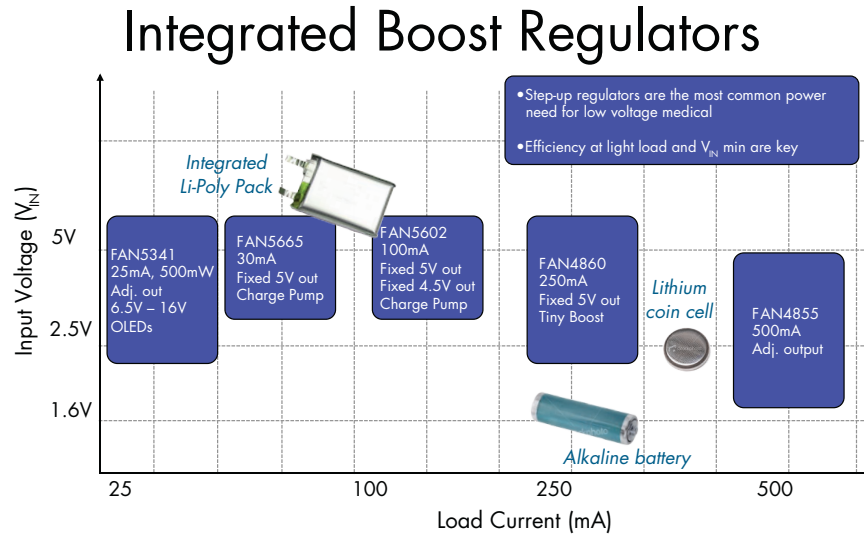 Integrated Boost Regulators
•Step-up regulators are the most common power
need for low voltage medical
•Efficiency at light load and VIN min are key
Integrated
Li-Poly Pack
Input Voltage (VIN)
5V
2.5V
1.6V
FAN5341
25mA, 500mW
Adj. out
6.5V – 16V
OLEDs
FAN5665
30mA
Fixed 5V out
Charge Pump
FAN5602
100mA
Fixed 5V out
Fixed 4.5V out
Charge Pump
FAN4860
250mA
Fixed 5V out
Tiny Boost
Lithium
coin cell
FAN4855
500mA
Adj. output
Alkaline battery
25
100
250
500
Load Current (mA)